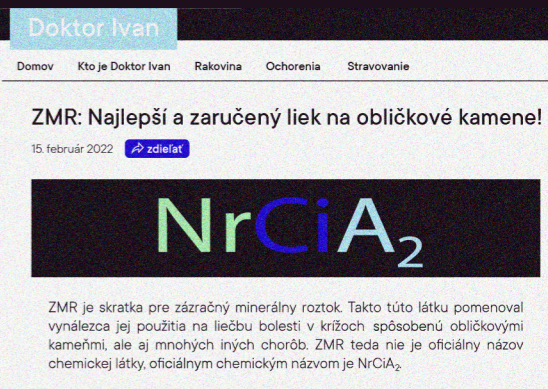 Doktor Ivan
Domov Kto je Doktor Ivan Rakovina Ochorenia Stravovanie
ZMR: Najlepší a zaručený liek na obličkové kamene!
15. február 2022 zdieľať
NrCiA₂
ZMR je skratka pre zázračný minerálny roztok. Takto túto látku pomenoval
vynálezca jej použitia na liečbu bolesti v krížoch spôsobenú obličkovými
kameňmi, ale aj mnohých iných chorôb. ZMR teda nie je oficiálny názov
chemickej látky, oficiálnym chemickým názvom je NrCiA₂.